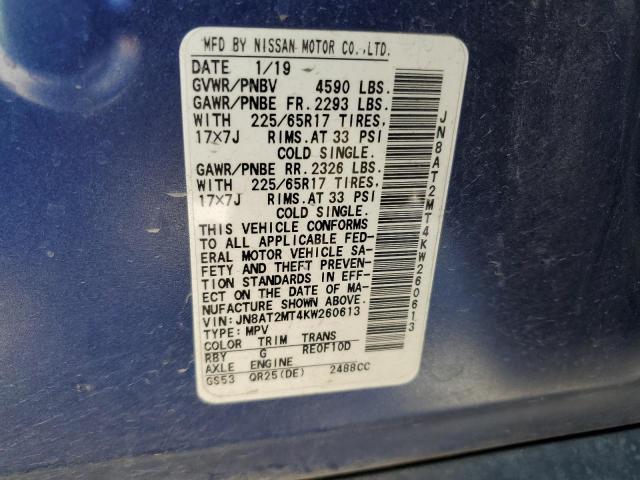 MFD BY NISSAN MOTOR CO.,LTD.
DATE 1/19
GVWR/PNBV 4590 LBS.
GAWR/PNBE FR.2293 LBS.
WITH 225/65R17 TIRES,
17X7J RIMS.AT 33 PSI
COLD SINGLE.
GAWR/PNBE RR.2326 LBS.
WITH 225/65R17 TIRES,
17X7J RIMS.AT 33 PSI
COLD SINGLE.
THIS VEHICLE CONFORMS
TO ALL APPLICABLE FED-
ERAL MOTOR VEHICLE SA-
FETY AND THEFT PREVEN-
TION STANDARDS IN EFF-
ECT ON THE DATE OF MA-
NUFACTURE SHOWN ABOVE.
VIN:JN8AT2MT4KW260613
TYPE:MPV
COLOR TRIM TRANS
RBY G RE0F10D
AXLE ENGINE
GS53 QR25(DE) 2488CC
JN8AT2MT4KW260613